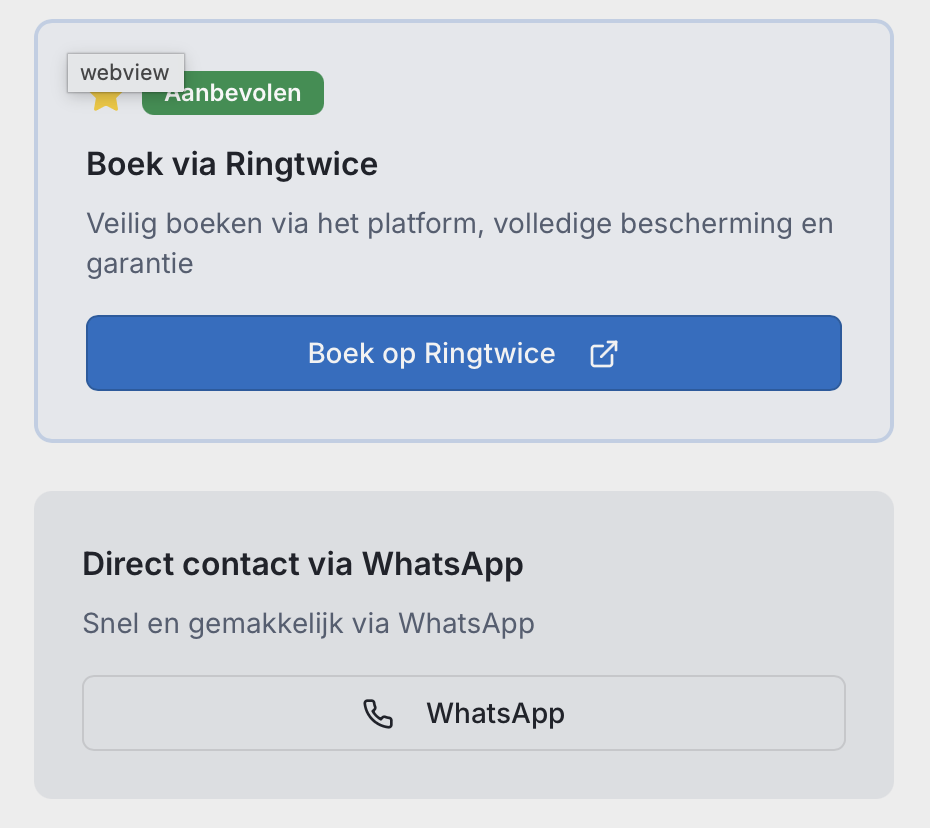 webview
Aanbevolen
Boek via Ringtwice
Veilig boeken via het platform, volledige bescherming en
garantie
Boek op Ringtwice
Direct contact via WhatsApp
Snel en gemakkelijk via WhatsApp
WhatsApp